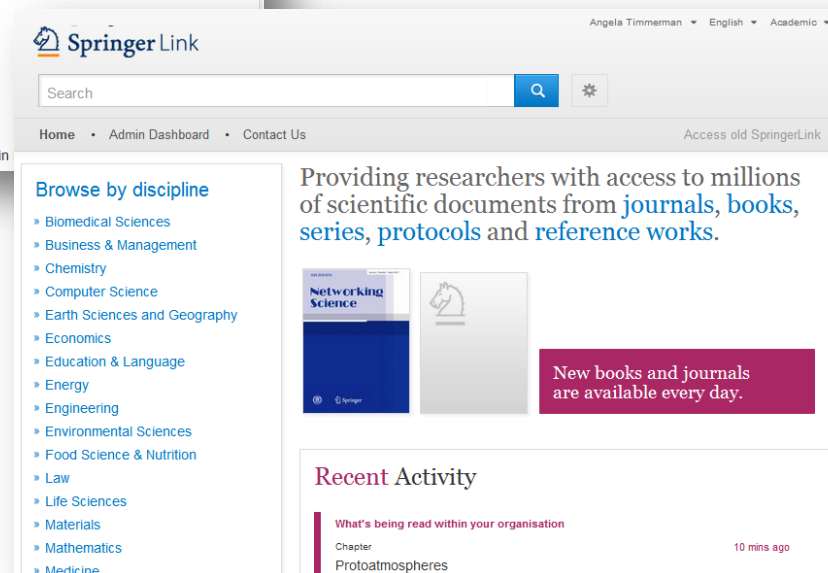 Angela Timmerman English Academic
Springer Link
Search
Home • Admin Dashboard • Contact Us
Access old SpringerLink
in
Browse by discipline
» Biomedical Sciences
» Business & Management
» Chemistry
» Computer Science
» Earth Sciences and Geography
» Economics
» Education & Language
» Energy
» Engineering
» Environmental Sciences
» Food Science & Nutrition
» Law
» Life Sciences
» Materials
» Mathematics
» Medicine
Providing researchers with access to millions
of scientific documents from journals, books,
series, protocols and reference works.
Networking
Science
Springer
New books and journals
are available every day.
Recent Activity
What's being read within your organisation
Chapter
10 mins ago
Protoatmospheres